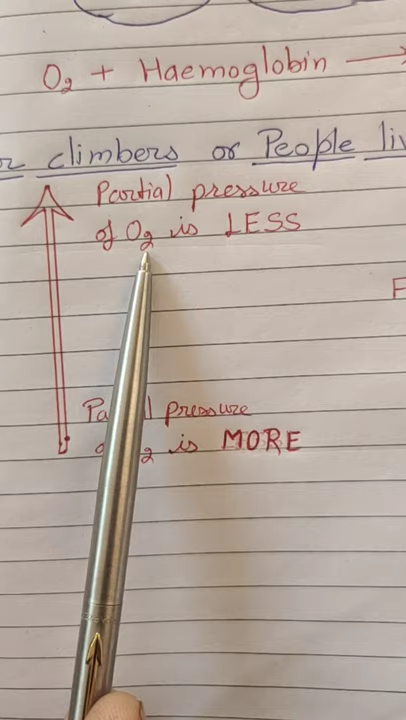 O₂ + Haemoglobin →
climbers or People
Partial pressure
of O₂ is LESS
pressure
is MORE